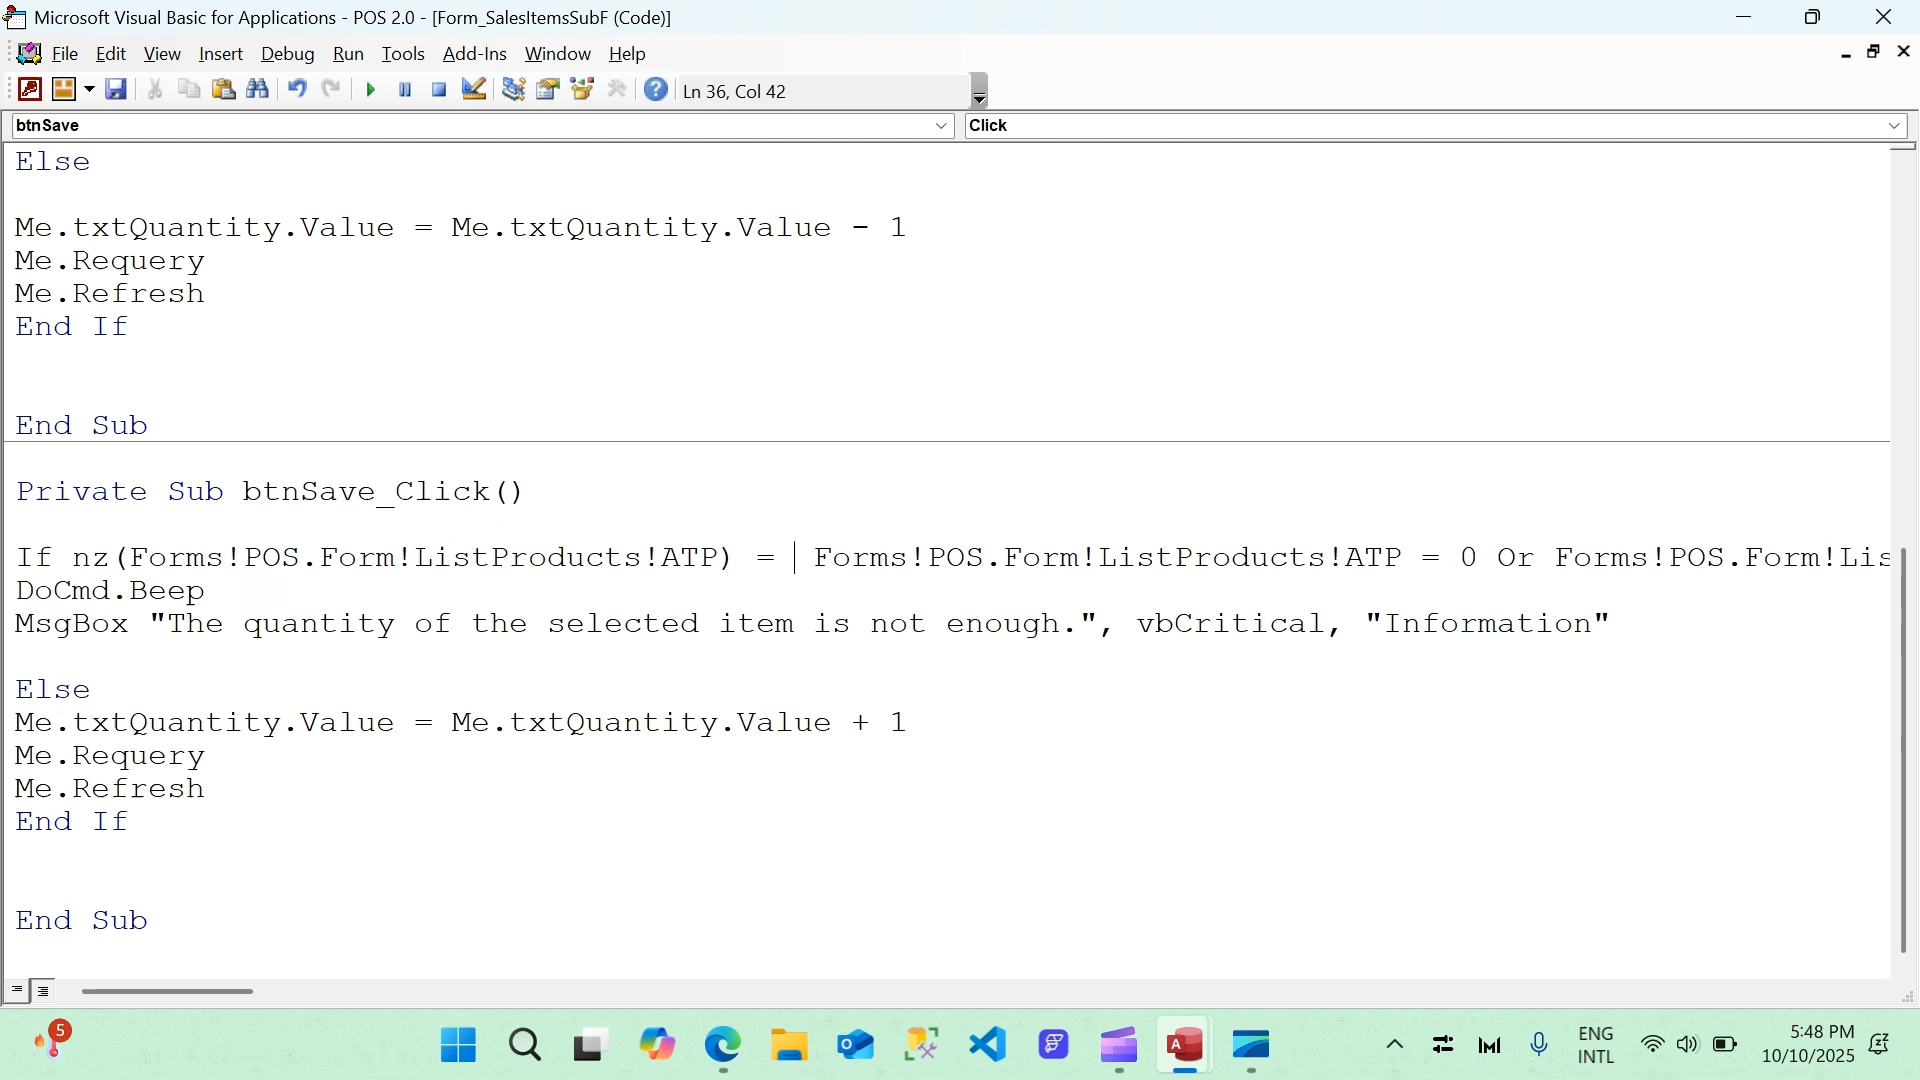 Microsoft Visual Basic for Applications - POS 2.0 - [Form_SalesItemsSubF (Code)]
File Edit View Insert Debug Run Tools Add-Ins Window Help
Ln 36, Col 42
btnSave
Click
Else
Me.txtQuantity.Value = Me.txtQuantity.Value - 1
Me.Requery
Me.Refresh
End If
End Sub
Private Sub btnSave_Click()
If nz(Forms!POS.Form!ListProducts!ATP) = Forms!POS.Form!ListProducts!ATP = 0 Or Forms!POS.Form!Lis
DoCmd.Beep
MsgBox "The quantity of the selected item is not enough.", vbCritical, "Information"
Else
Me.txtQuantity.Value = Me.txtQuantity.Value + 1
Me.Requery
Me.Refresh
End If
End Sub
5
ENG
INTL
5:48 PM
10/10/2025